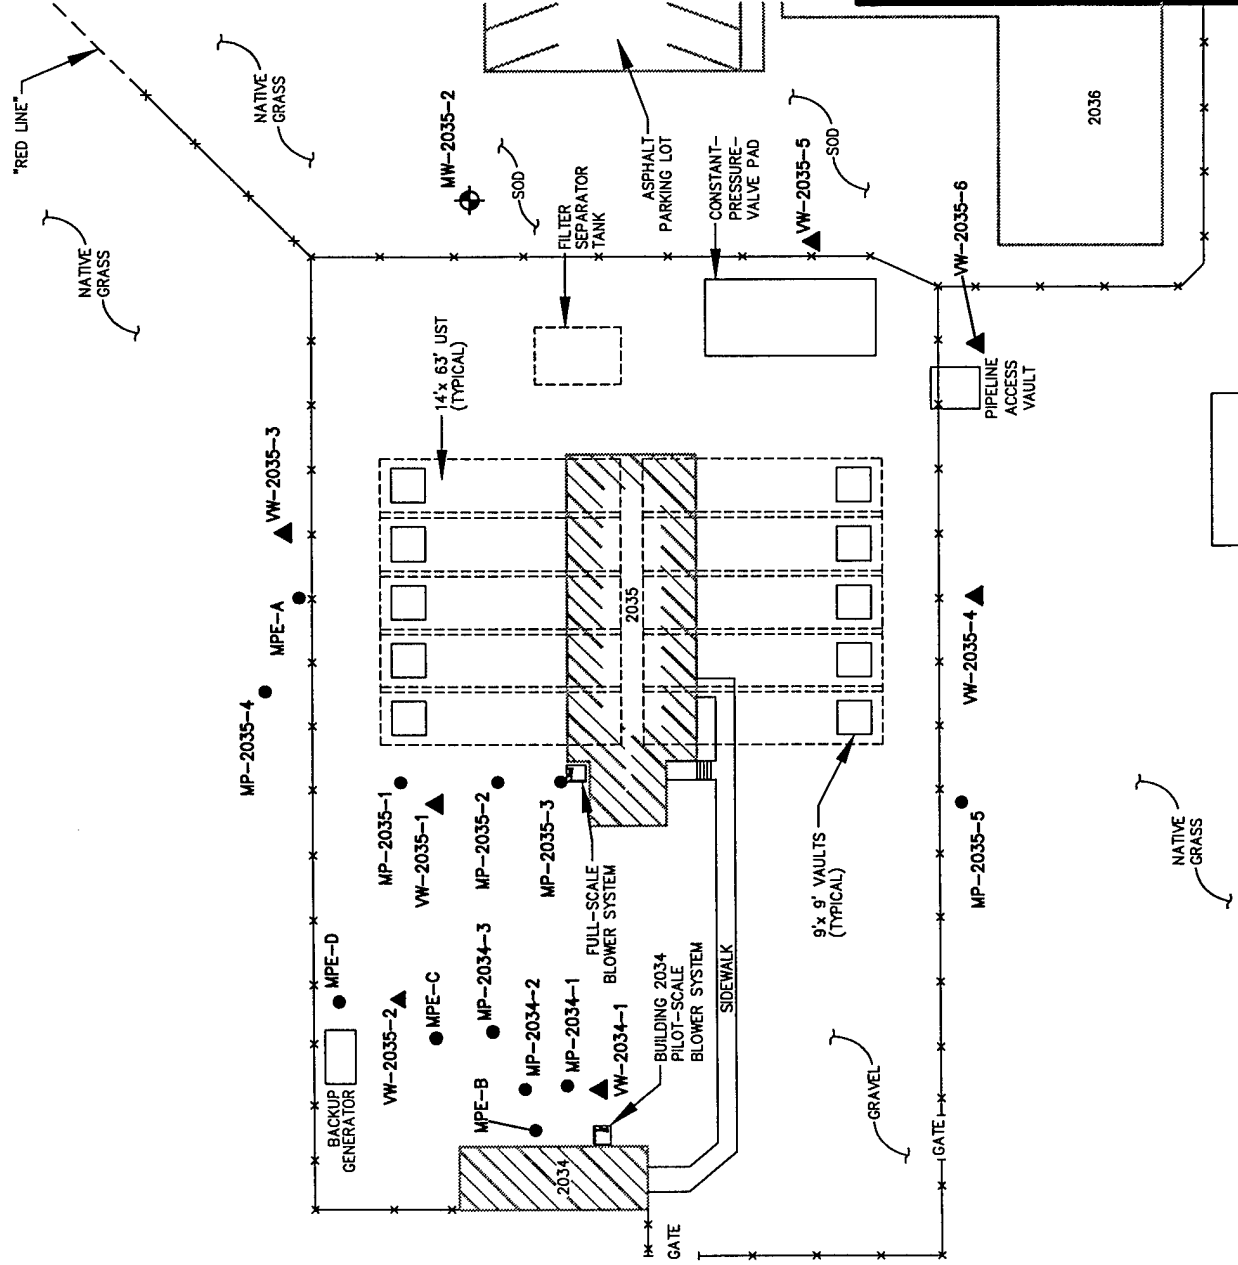 "RED LINE"
NATIVE
GRASS
NATIVE
GRASS
MW-2035-2
SOD
FILTER
SEPARATOR
TANK
ASPHALT
PARKING LOT
CONSTANT-
PRESSURE-
VALVE PAD
VW-2035-5
SOD
VW-2035-6
2036
14'x 63' UST
(TYPICAL)
PIPELINE
ACCESS
VAULT
VW-2035-3
MPE-A
MP-2035-4
2035
VW-2035-4
MP-2035-1
VW-2035-1
MP-2035-2
MP-2035-3
FULL-SCALE
BLOWER SYSTEM
9'x 9' VAULTS
(TYPICAL)
MP-2035-5
NATIVE
GRASS
MPE-D
VW-2035-2
MPE-C
MP-2034-3
MP-2034-2
MP-2034-1
VW-2034-1
BUILDING 2034
PILOT-SCALE
BLOWER SYSTEM
SIDEWALK
BACKUP
GENERATOR
MPE-B
2034
GRAVEL
GATE
GATE